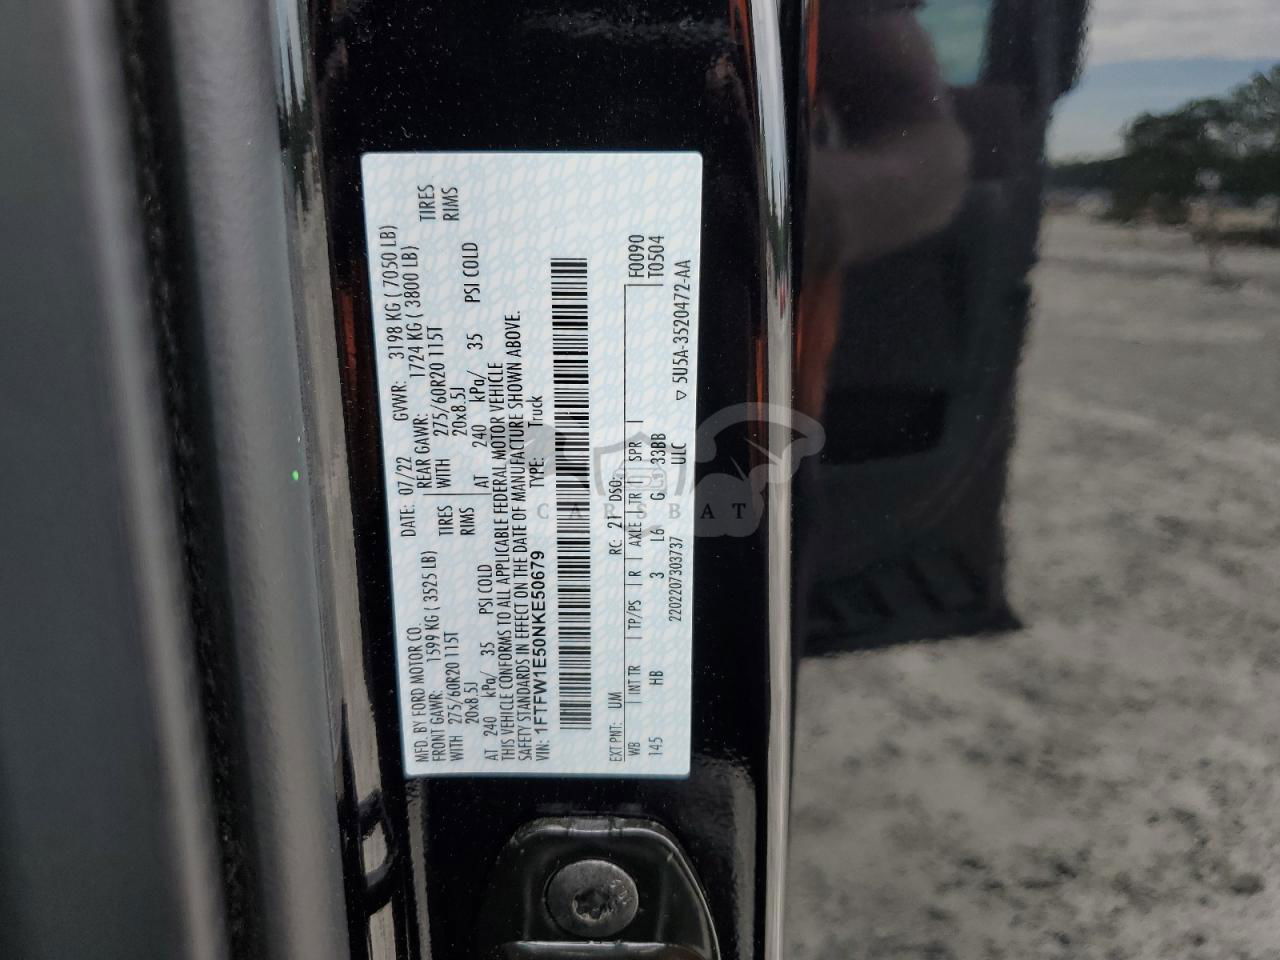 MFD. BY FORD MOTOR CO. DATE: 07/22 GVWR: 3198 KG ( 7050 LB)
FRONT GAWR: 1599 KG ( 3525 LB) REAR GAWR: 1724 KG ( 3800 LB)
WITH 275/60R20 115T TIRES WITH 275/60R20 115T TIRES
20x8.5J RIMS 20x8.5J RIMS
AT 240 kPa/ 35 PSI COLD AT 240 kPa/ 35 PSI COLD
THIS VEHICLE CONFORMS TO ALL APPLICABLE FEDERAL MOTOR VEHICLE
SAFETY STANDARDS IN EFFECT ON THE DATE OF MANUFACTURE SHOWN ABOVE.
VIN: 1FTFW1E50NKE50679 TYPE: Truck
EXT PNT: UM RC: 21 DSO: F0090
WB INT TR TP/PS R AXLE TR SPR T0504
145 HB 3 L6 G 33BB
2202207303737 ULC 5U5A-3520472-AA
CARSBAT